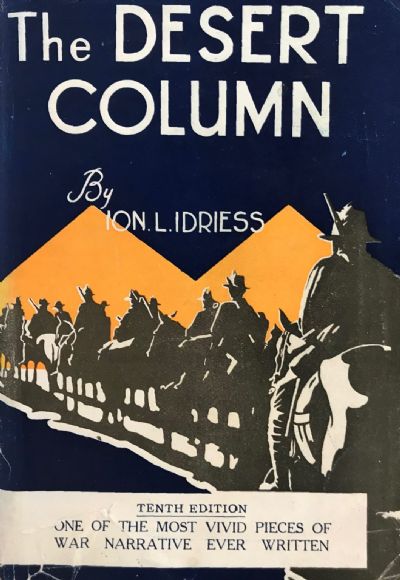 The DESERT
COLUMN
By
ION. L. IDRIESS
TENTH EDITION
ONE OF THE MOST VIVID PIECES OF
WAR NARRATIVE EVER WRITTEN